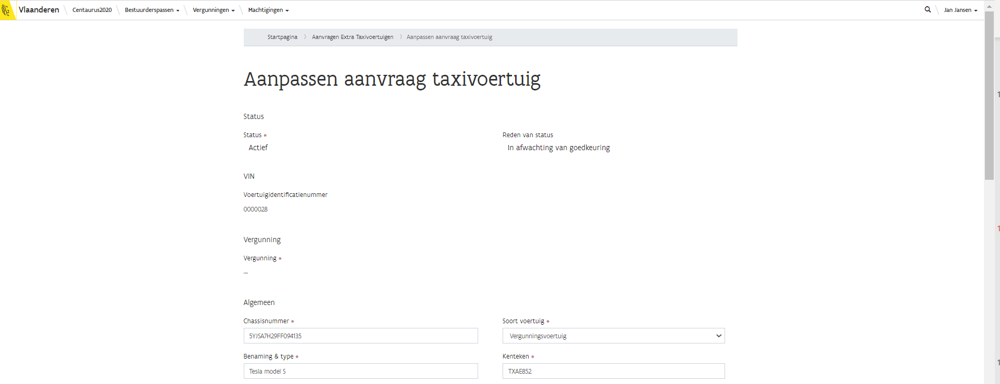 Vlaanderen Centaurus2020 Bestuurderspassen Vergunningen Machtigingen Jan Jansen
Startpagina Aanvragen Extra Taxivoertuigen Aanpassen aanvraag taxivoertuig
Aanpassen aanvraag taxivoertuig
Status
Status * Reden van status
Actief In afwachting van goedkeuring
VIN
Voertuigidentificatienummer
0000028
Vergunning
Vergunning *
—
Algemeen
Chassisnummer * Soort voertuig *
5YJSA7H29FF094135 Vergunningsvoertuig
Benaming & type * Kenteken *
Tesla model S TXAE852